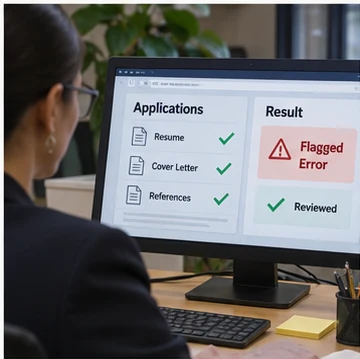 Applications
Resume
Cover Letter
References
Result
Flagged
Error
Reviewed